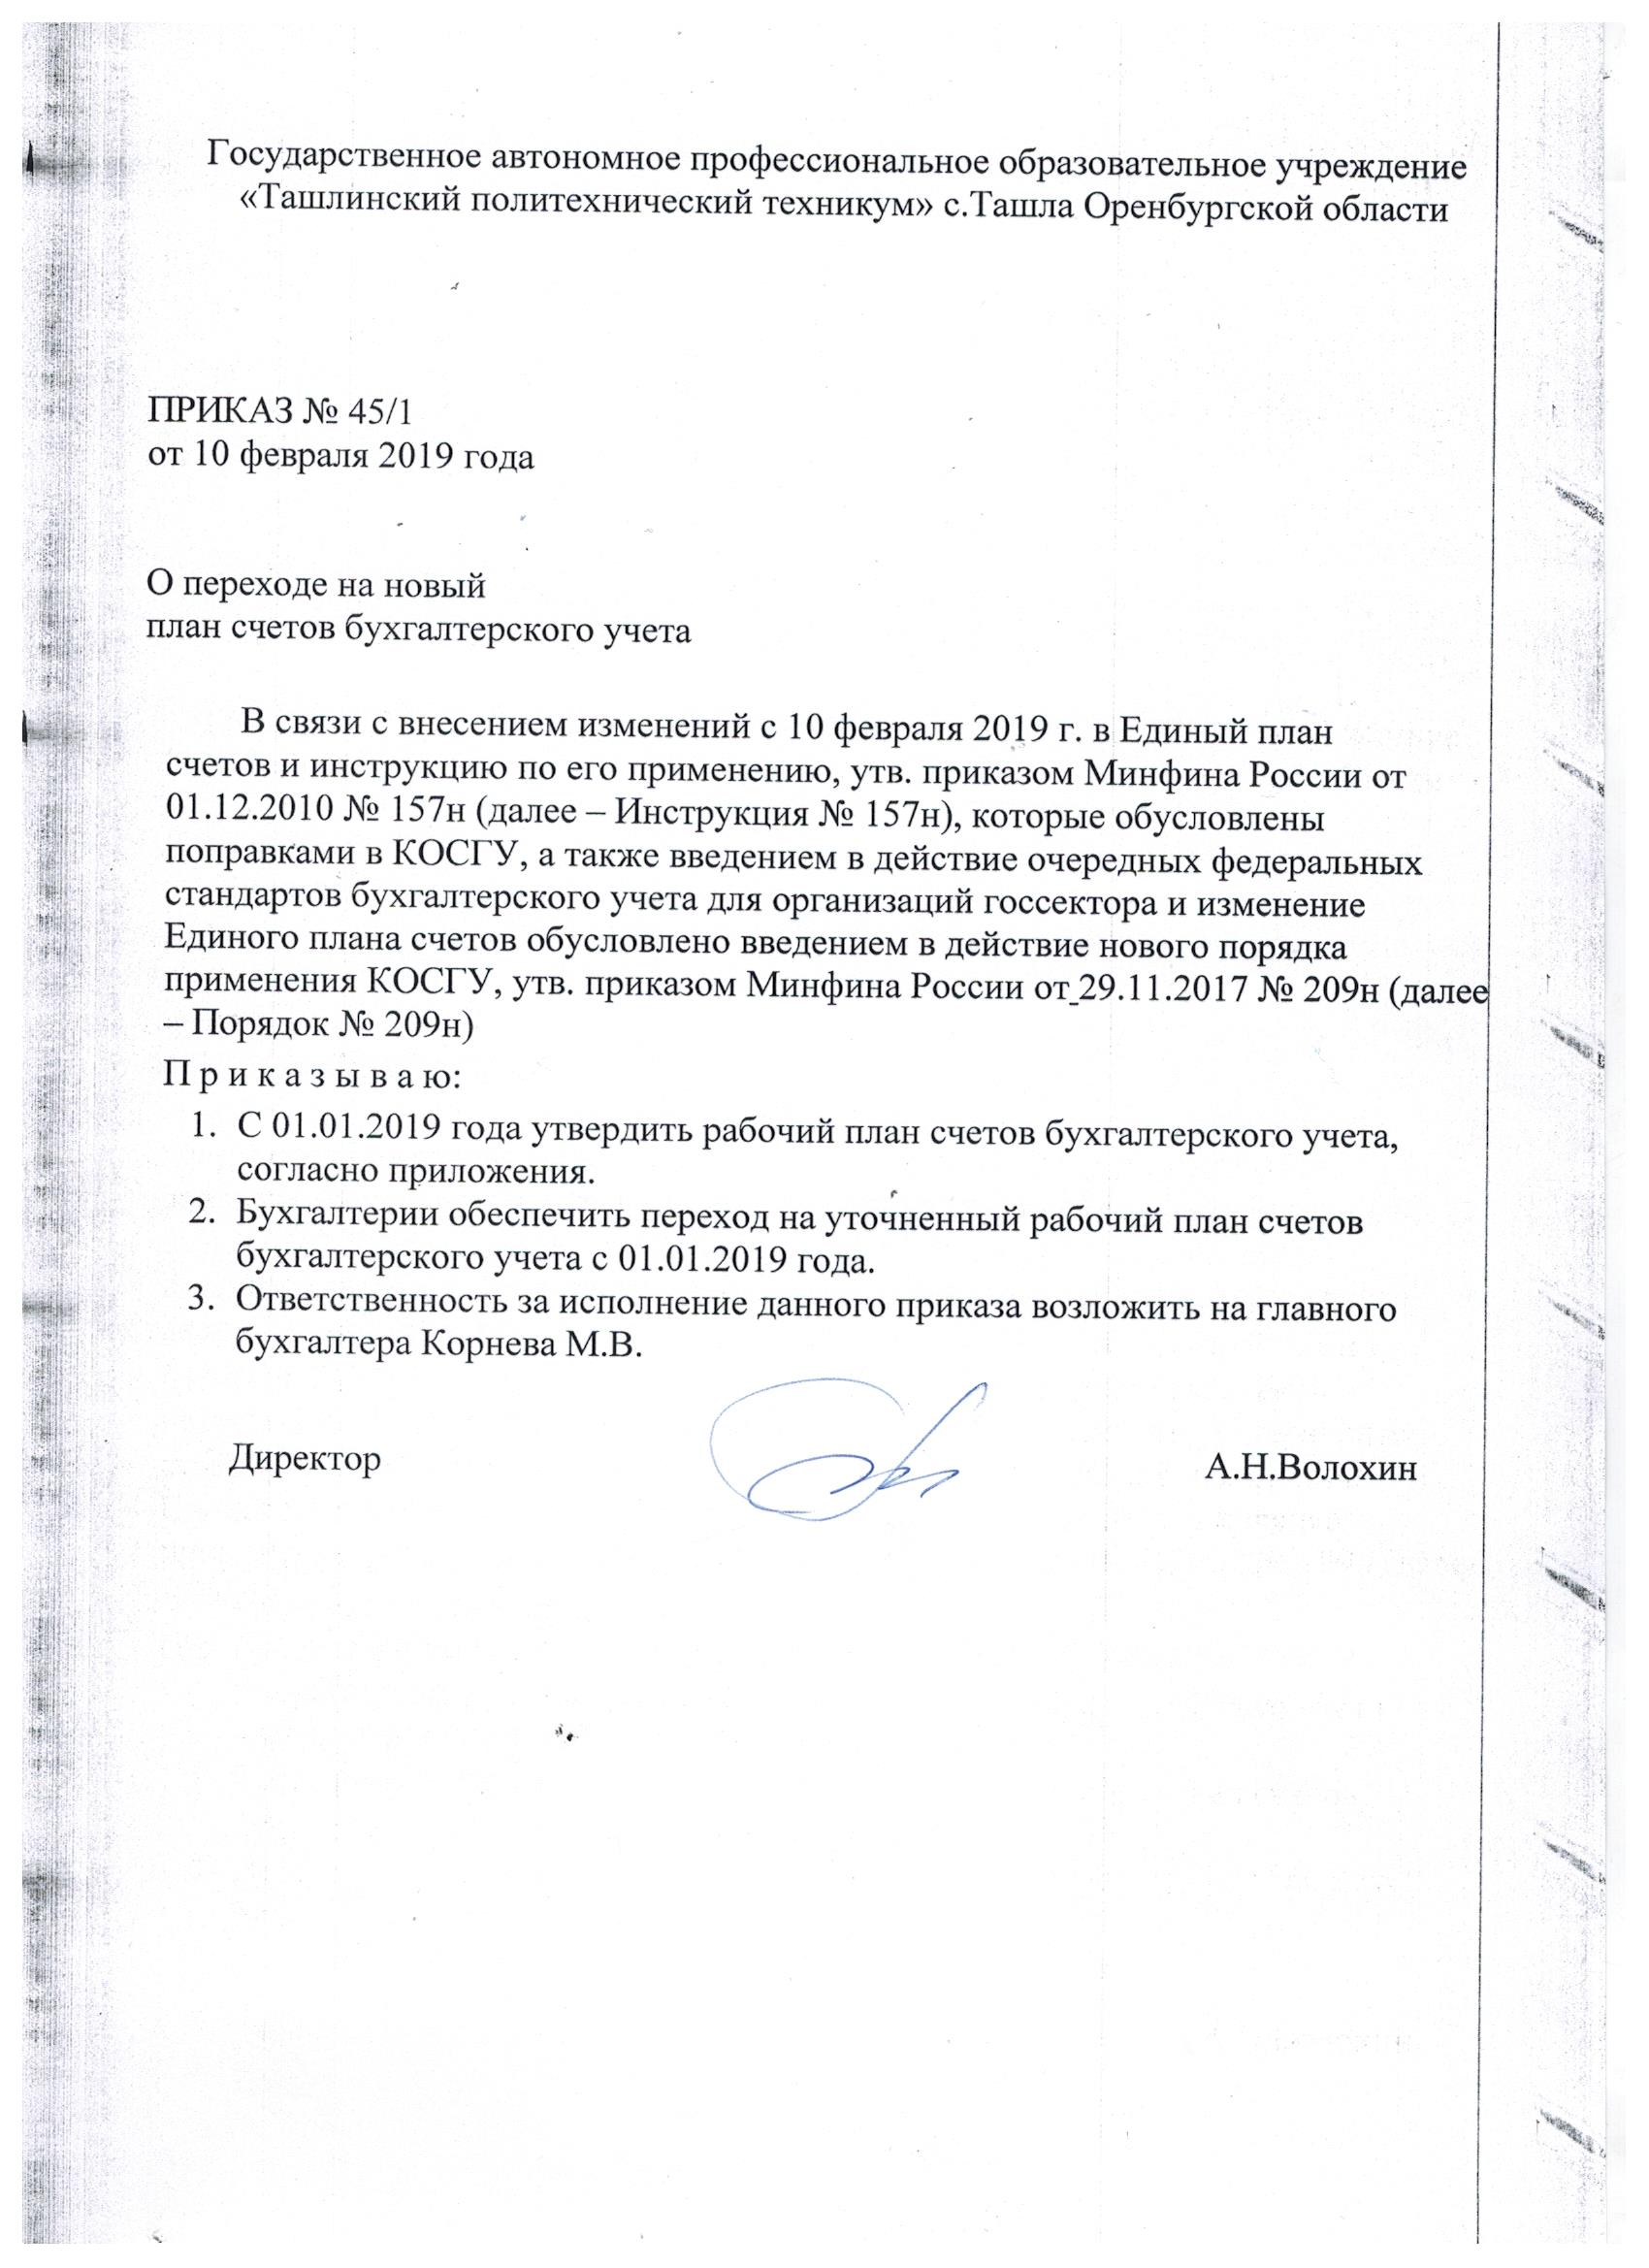 Государственное автономное профессиональное образовательное учреждение
«Ташлинский политехнический техникум» с.Ташла Оренбургской области
ПРИКАЗ № 45/1
от 10 февраля 2019 года
О переходе на новый
план счетов бухгалтерского учета
В связи с внесением изменений с 10 февраля 2019 г. в Единый план
счетов и инструкцию по его применению, утв. приказом Минфина России от
01.12.2010 № 157н (далее – Инструкция № 157н), которые обусловлены
поправками в КОСГУ, а также введением в действие очередных федеральных
стандартов бухгалтерского учета для организаций госсектора и изменение
Единого плана счетов обусловлено введением в действие нового порядка
применения КОСГУ, утв. приказом Минфина России от 29.11.2017 № 209н (далее
– Порядок № 209н)
П р и к а з ы в а ю:
1. С 01.01.2019 года утвердить рабочий план счетов бухгалтерского учета,
согласно приложения.
2. Бухгалтерии обеспечить переход на уточненный рабочий план счетов
бухгалтерского учета с 01.01.2019 года.
3. Ответственность за исполнение данного приказа возложить на главного
бухгалтера Корнева М.В.
Директор А.Н.Волохин